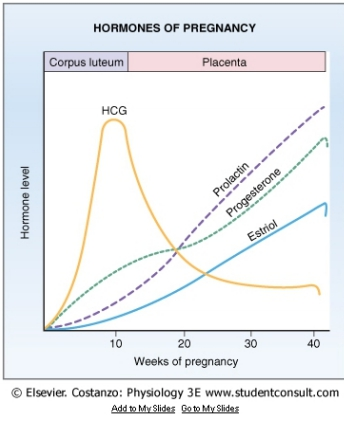 HORMONES OF PREGNANCY
Corpus luteum Placenta
HCG
Prolactin
Progesterone
Estriol
Hormone level
10 20 30 40
Weeks of pregnancy
© Elsevier. Costanzo: Physiology 3E www.studentconsult.com
Add to My Slides Go to My Slides